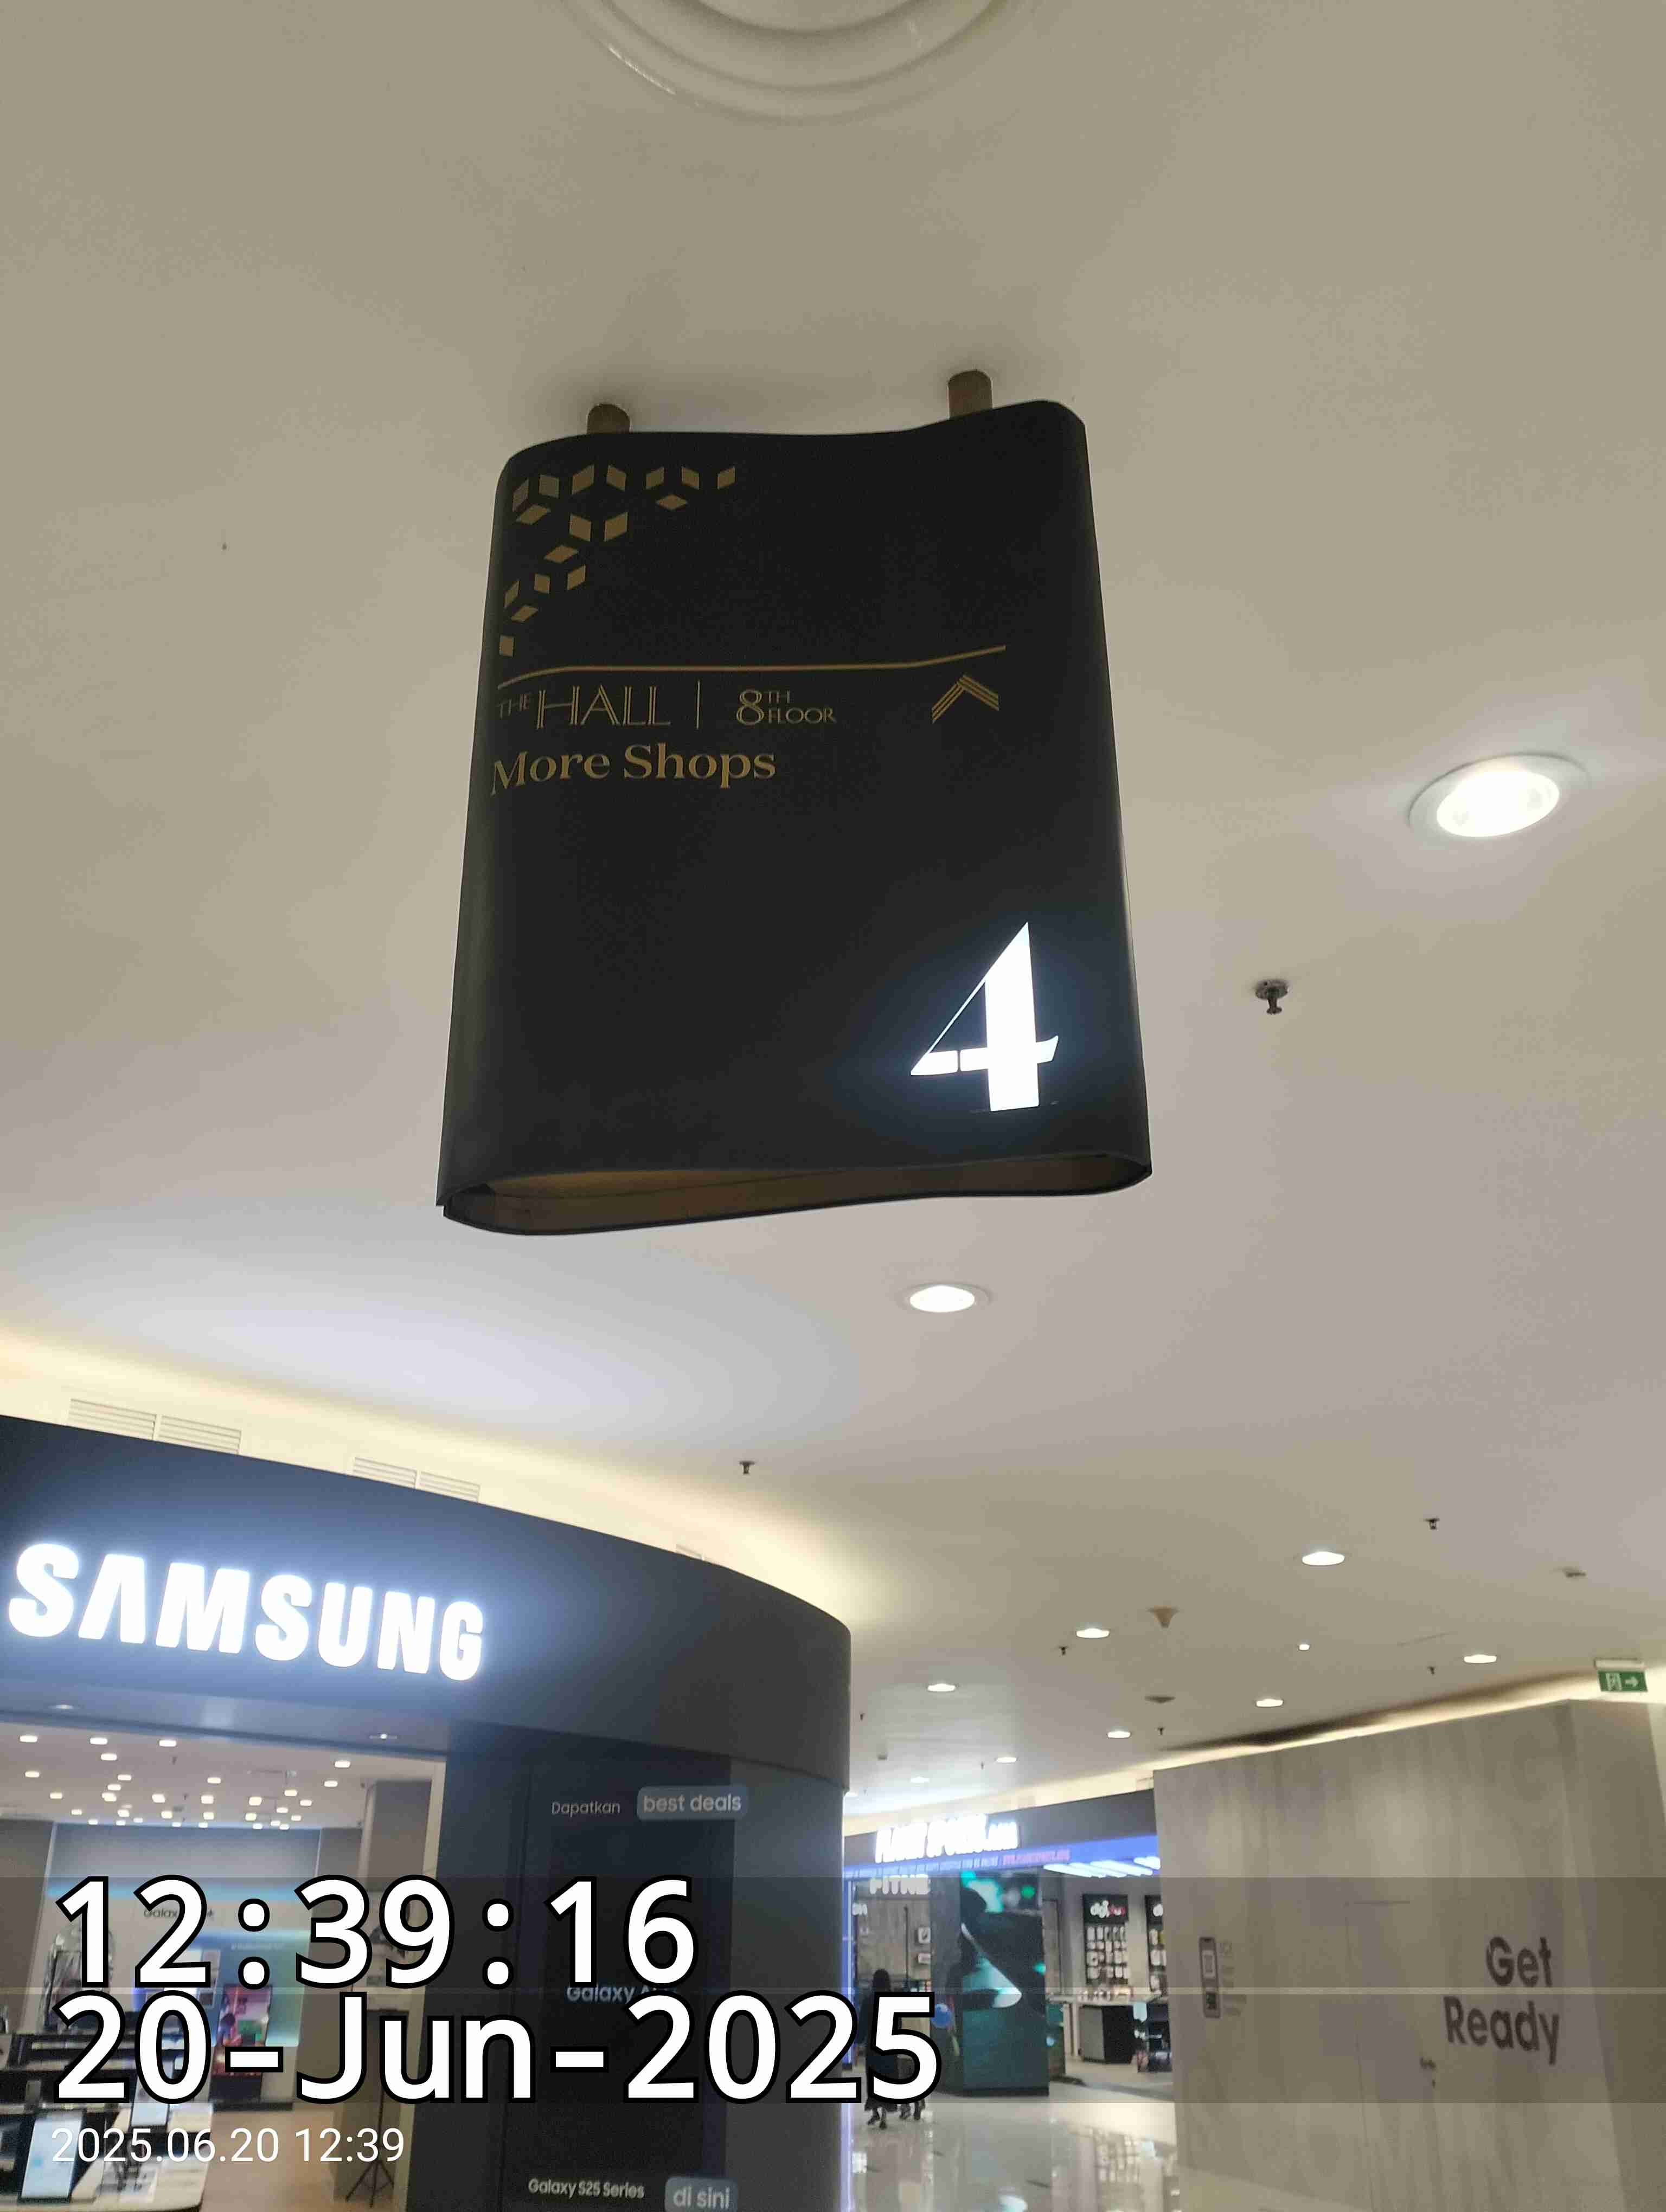 THE HALL | 8TH FLOOR
More Shops
4
SAMSUNG
Dapatkan best deals
Galaxy
Galaxy S25 Series di sini
Get
Ready
12:39:16
20-Jun-2025
2025.06.20 12:39